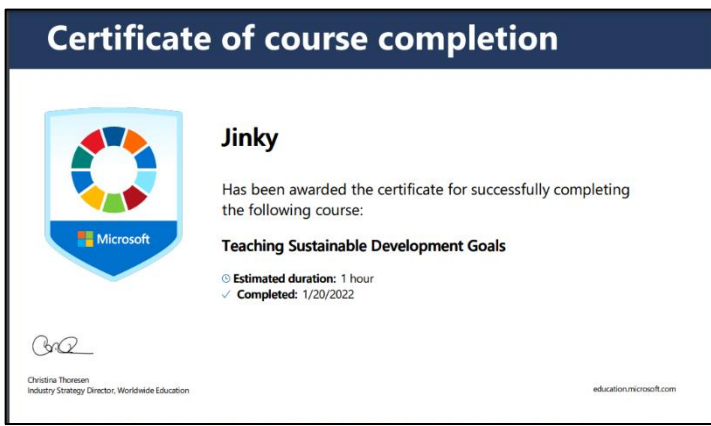 Certificate of course completion
Microsoft
Jinky
Has been awarded the certificate for successfully completing
the following course:
Teaching Sustainable Development Goals
Estimated duration: 1 hour
Completed: 1/20/2022
Christina Thoresen
Industry Strategy Director, Worldwide Education
education.microsoft.com